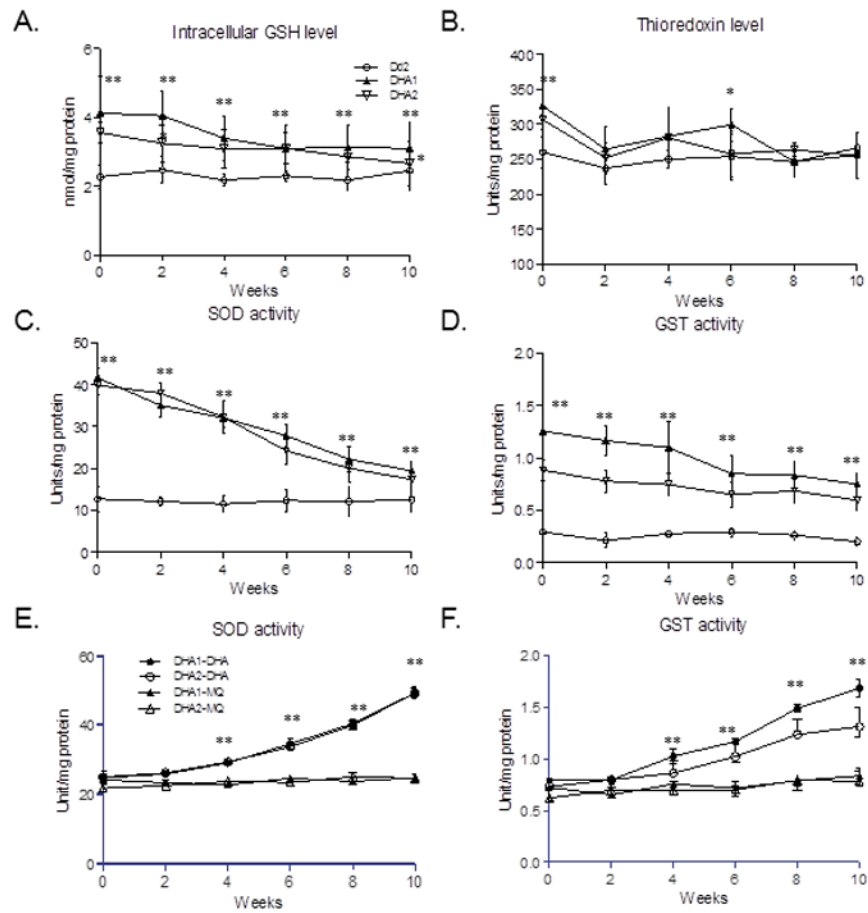 A.
Intracellular GSH level
nmol/mg protein
6
4
2
0
** ** ** ** ** **
*
Dd2
DHA1
DHA2
0 2 4 6 8 10
Weeks
B.
Thioredoxin level
Units/mg protein
400
350
300
250
200
150
100
** *
0 2 4 6 8 10
Weeks
C.
SOD activity
Units/mg protein
50
40
30
20
10
0
** ** ** ** ** **
0 2 4 6 8 10
Weeks
D.
GST activity
Units/mg protein
2.0
1.5
1.0
0.5
0.0
** ** ** ** ** **
0 2 4 6 8 10
Weeks
E.
SOD activity
Unit/mg protein
60
40
20
0
DHA1-DHA
DHA2-DHA
DHA1-MQ
DHA2-MQ
** ** ** **
0 2 4 6 8 10
Weeks
F.
GST activity
Unit/mg protein
2.0
1.5
1.0
0.5
0.0
** ** ** **
0 2 4 6 8 10
Weeks